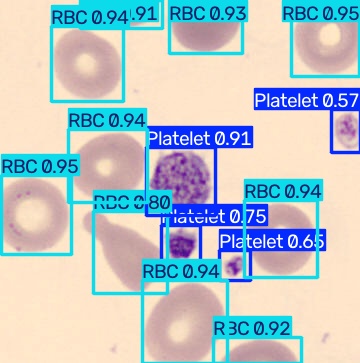 RBC 0.94
.91
RBC 0.93
RBC 0.95
Platelet 0.57
RBC 0.94
Platelet 0.91
RBC 0.95
RBC 0.80
RBC 0.94
Platelet 0.75
Platelet 0.65
RBC 0.94
RBC 0.92